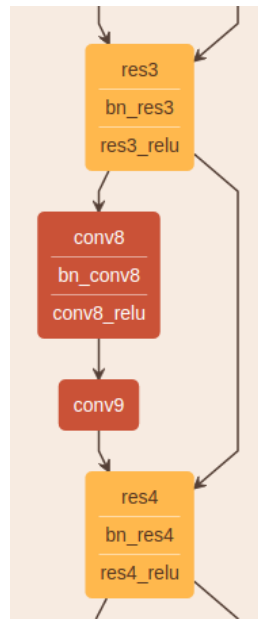 res3
bn_res3
res3_relu
conv8
bn_conv8
conv8_relu
conv9
res4
bn_res4
res4_relu